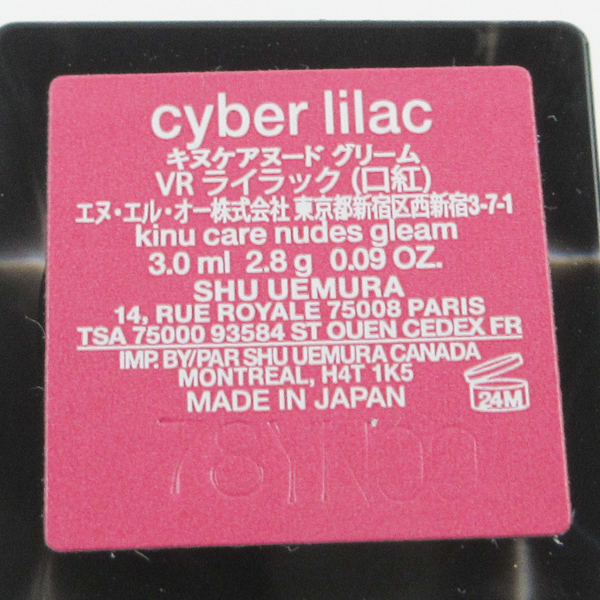 cyber lilac
キヌケアヌード グリーム
VR ライラック (口紅)
エヌ・エル・オー株式会社 東京都新宿区西新宿3-7-1
kinu care nudes gleam
3.0 ml 2.8 g 0.09 OZ.
SHU UEMURA
14, RUE ROYALE 75008 PARIS
TSA 75000 93584 ST OUEN CEDEX FR
IMP. BY/PAR SHU UEMURA CANADA
MONTREAL, H4T 1K5
MADE IN JAPAN
24M